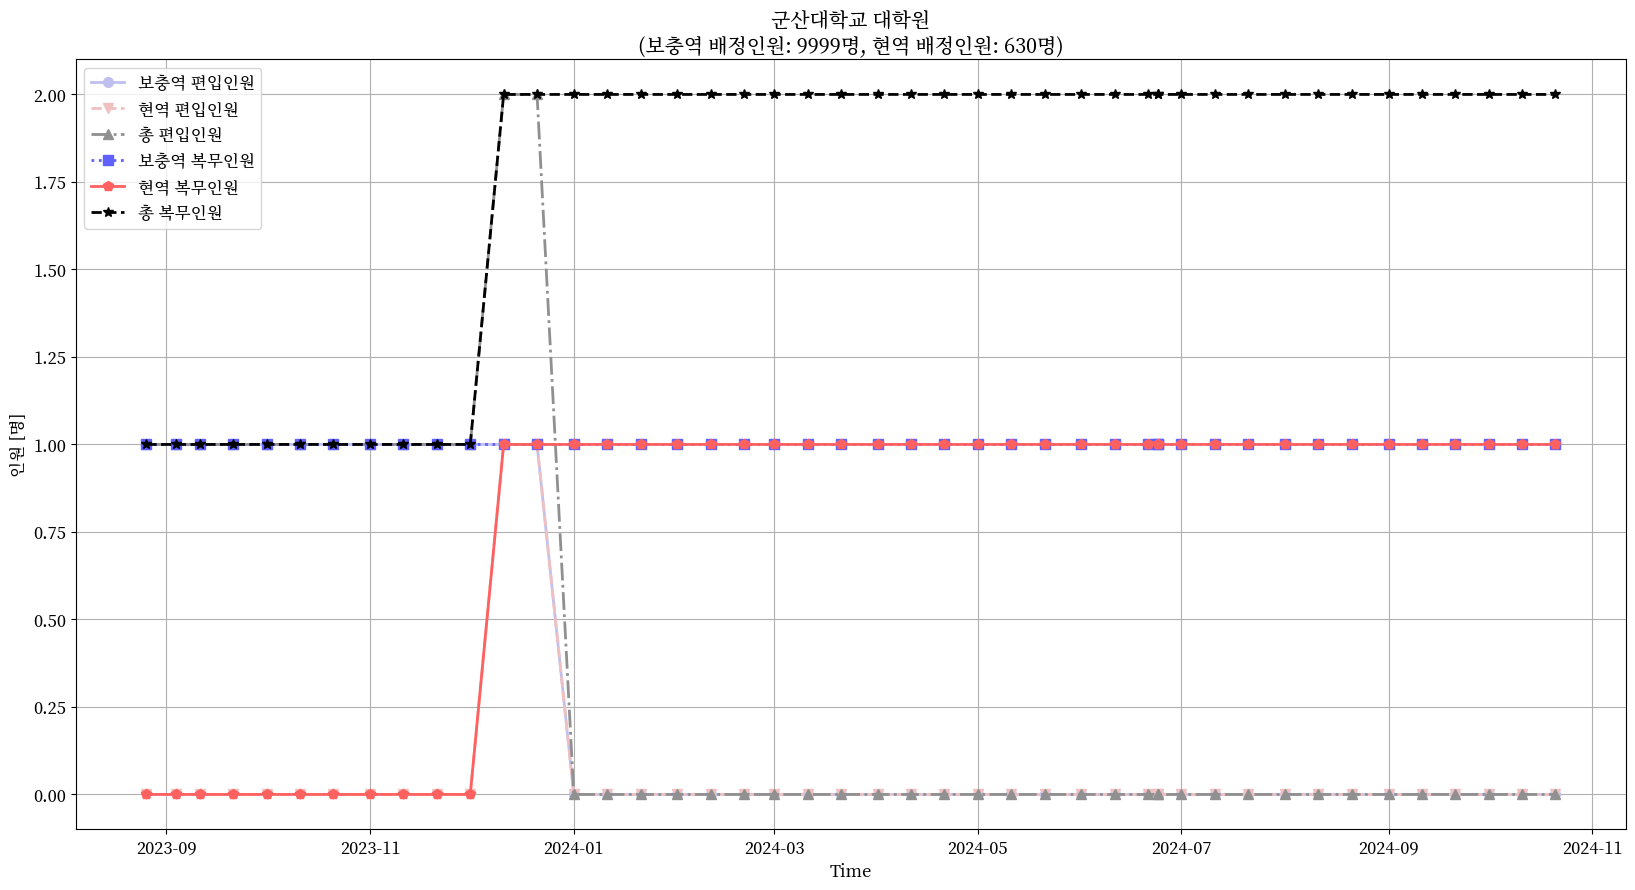 군산대학교 대학원
(보충역 배정인원: 9999명, 현역 배정인원: 630명)
보충역 편입인원
현역 편입인원
총 편입인원
보충역 복무인원
현역 복무인원
총 복무인원
2.00
1.75
1.50
1.25
1.00
0.75
0.50
0.25
0.00
인원 [명]
2023-09
2023-11
2024-01
2024-03
2024-05
2024-07
2024-09
2024-11
Time